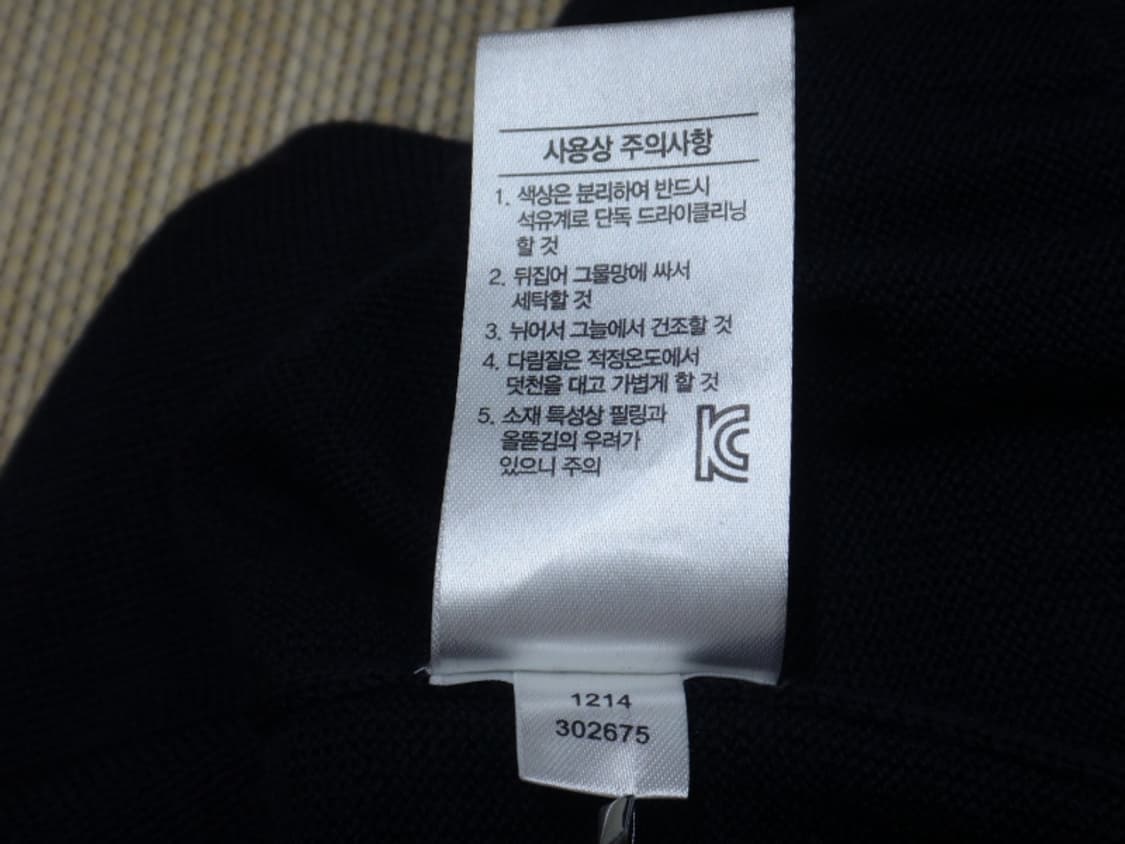 사용상 주의사항
1. 색상은 분리하여 반드시
석유계로 단독 드라이클리닝
할 것
2. 뒤집어 그물망에 싸서
세탁할 것
3. 뉘어서 그늘에서 건조할 것
4. 다림질은 적정온도에서
덧천을 대고 가볍게 할 것
5. 소재 특성상 필링과
올뜯김의 우려가
있으니 주의
KC
1214
302675